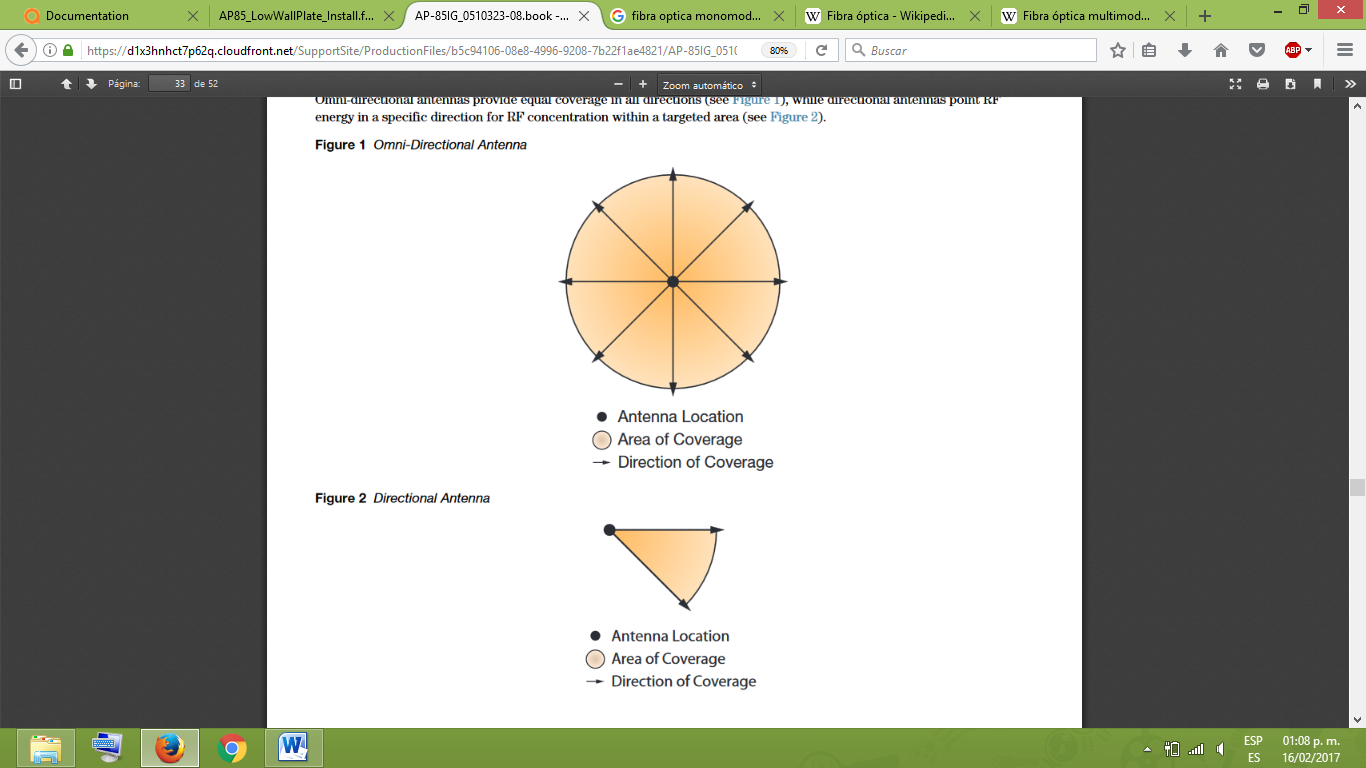 Documentation
AP85_LowWallPlate_Install.f...
AP-85IG_0510323-08.book -...
fibra optica monomod...
Fibra óptica - Wikipedi...
Fibra óptica multimod...
https://d1x3hnhct7p62q.cloudfront.net/SupportSite/ProductionFiles/b5c94106-08e8-4996-9208-7b22f1ae4821/AP-85IG_0510
80%
Buscar
ABP
Página: 33 de 52
Zoom automático
Omni-directional antennas provide equal coverage in all directions (see Figure 1), while directional antennas point RF
energy in a specific direction for RF concentration within a targeted area (see Figure 2).
Figure 1 Omni-Directional Antenna
Antenna Location
Area of Coverage
Direction of Coverage
Figure 2 Directional Antenna
Antenna Location
Area of Coverage
Direction of Coverage
ESP
01:08 p. m.
ES
16/02/2017